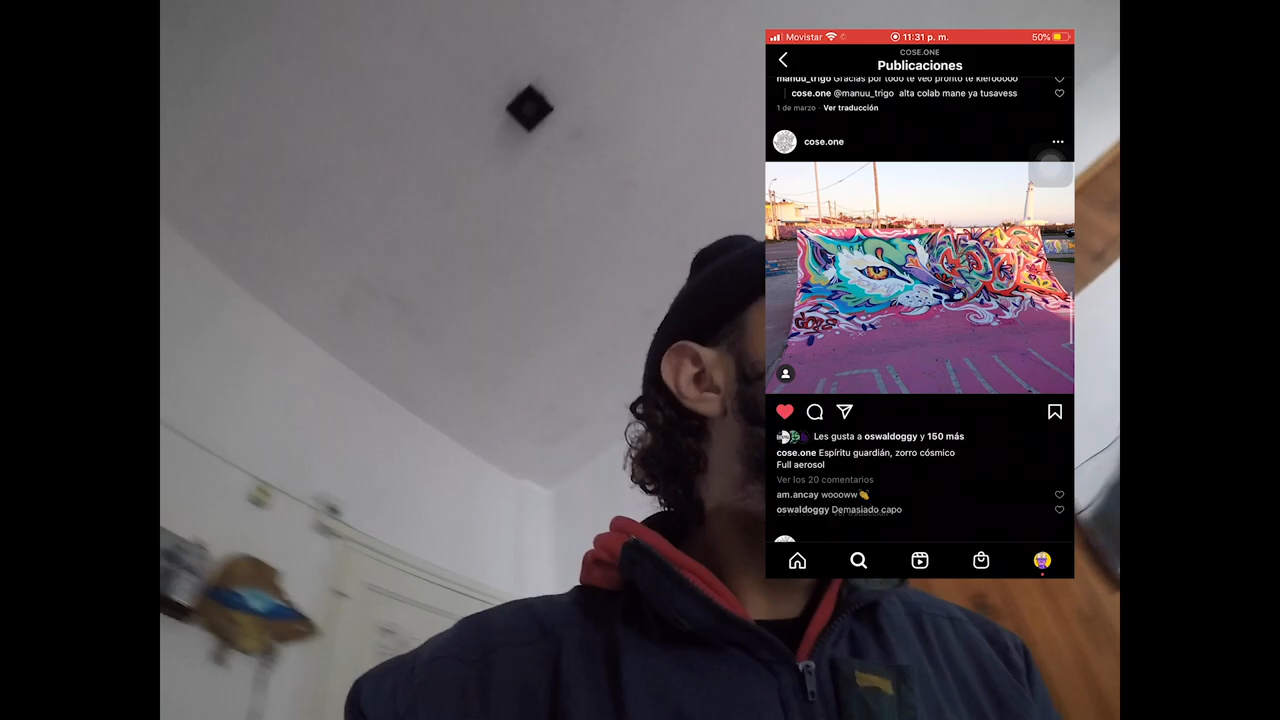 Movistar
11:31 p. m.
50%
COSE.ONE
Publicaciones
manuu_trigo Gracias por todo te veo pronto te kierooooo
cose.one @manuu_trigo alta colab mane ya tusavess
1 de marzo · Ver traducción
cose.one
Les gusta a oswaldoggy y 150 más
cose.one Espíritu guardián, zorro cósmico
Full aerosol
Ver los 20 comentarios
am.ancay woooww👏
oswaldoggy Demasiado capo